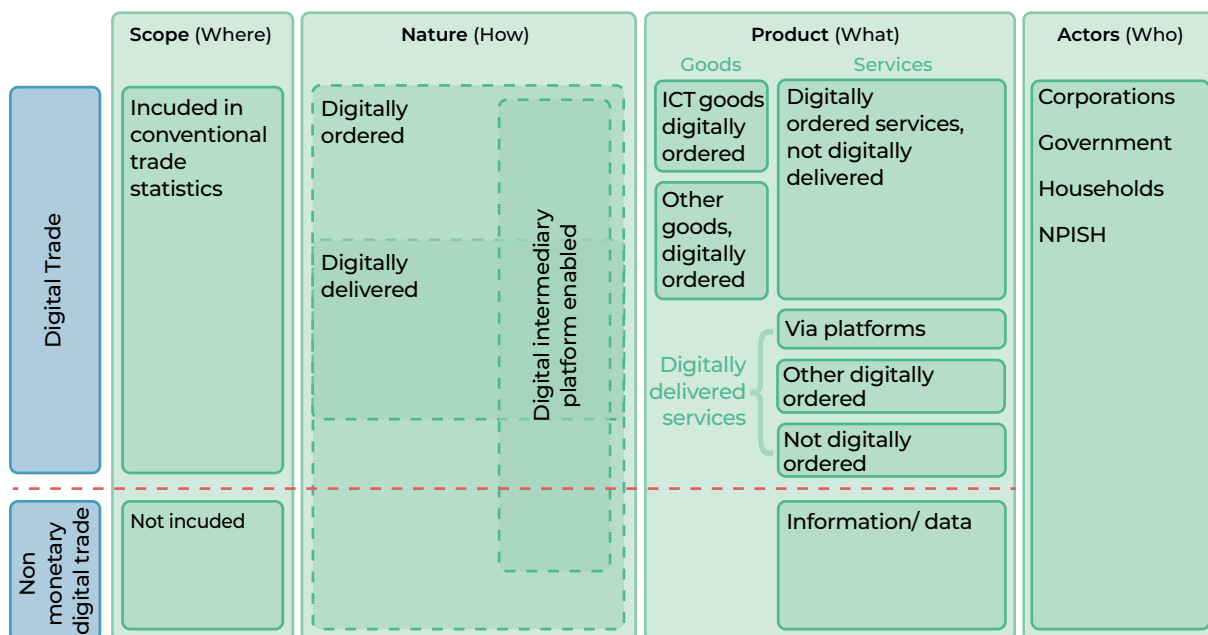 Scope (Where)
Nature (How)
Product (What)
Actors (Who)
Goods
Services
Digital Trade
Incuded in
conventional
trade
statistics
Digitally
ordered
Digitally
delivered
Digital intermediary
platform enabled
ICT goods
digitally
ordered
Other
goods,
digitally
ordered
Digitally
ordered services,
not digitally
delivered
Digitally
delivered
services
Via platforms
Other digitally
ordered
Not digitally
ordered
Corporations
Government
Households
NPISH
Non
monetary
digital trade
Not incuded
Information/ data